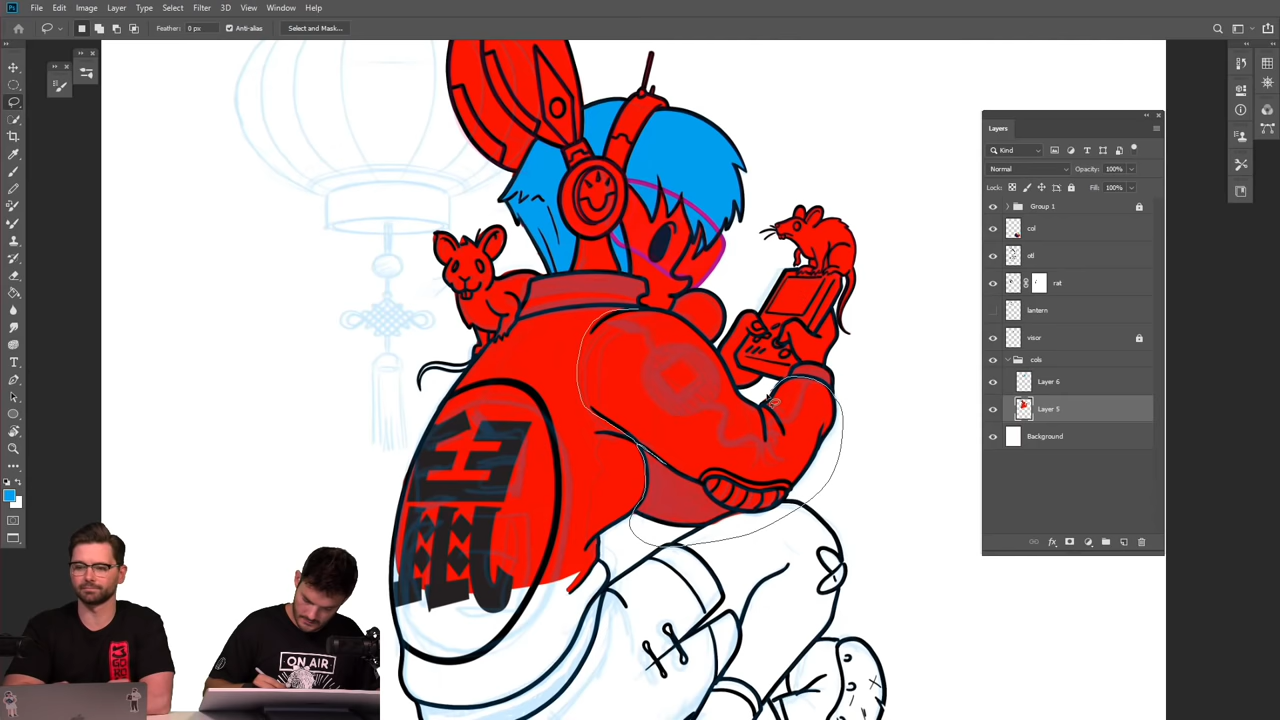 File Edit Image Layer Type Select Filter 3D View Window Help
Feather: 0 px Anti-alias Select and Mask...
Layers
Kind
Normal Opacity: 100%
Lock: Fill: 100%
Group 1
col
otl
rat
lantern
visor
cols
Layer 6
Layer 5
Background
鼠
ON AIR